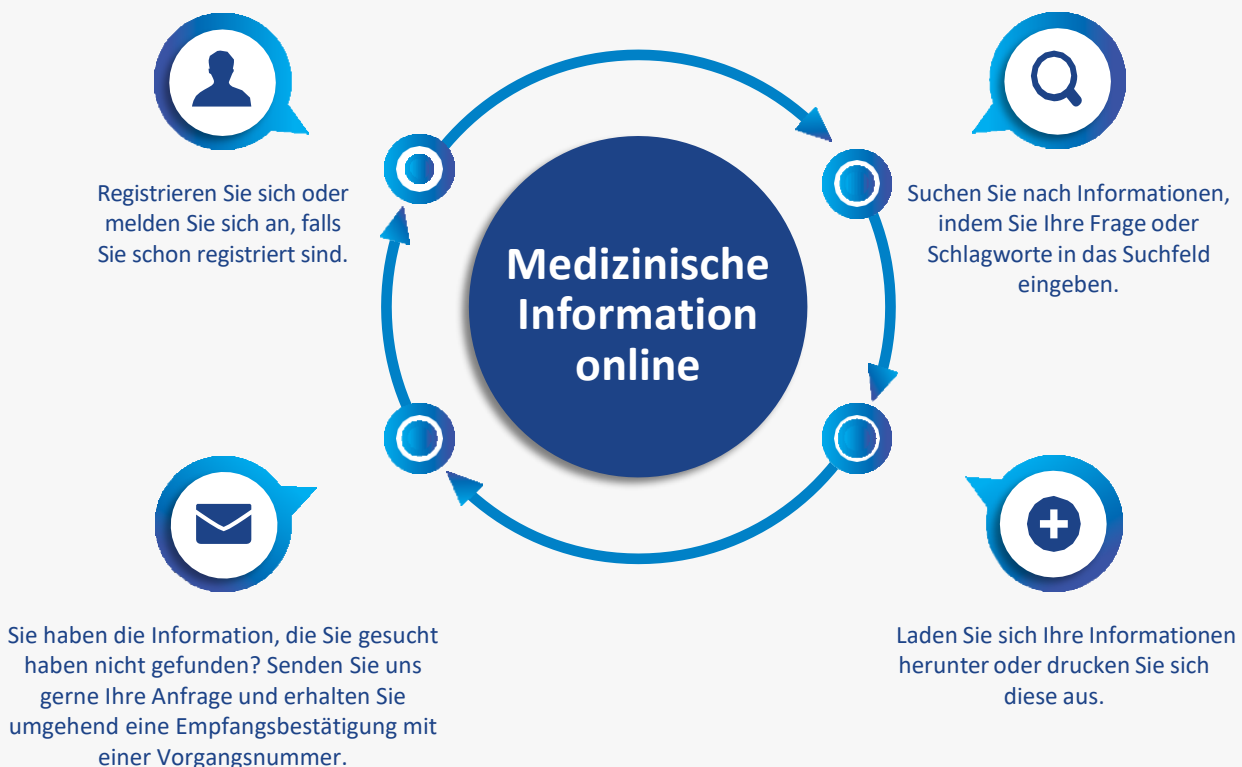 Registrieren Sie sich oder
melden Sie sich an, falls
Sie schon registriert sind.
Suchen Sie nach Informationen,
indem Sie Ihre Frage oder
Schlagworte in das Suchfeld
eingeben.
Medizinische
Information
online
Sie haben die Information, die Sie gesucht
haben nicht gefunden? Senden Sie uns
gerne Ihre Anfrage und erhalten Sie
umgehend eine Empfangsbestätigung mit
einer Vorgangsnummer.
Laden Sie sich Ihre Informationen
herunter oder drucken Sie sich
diese aus.